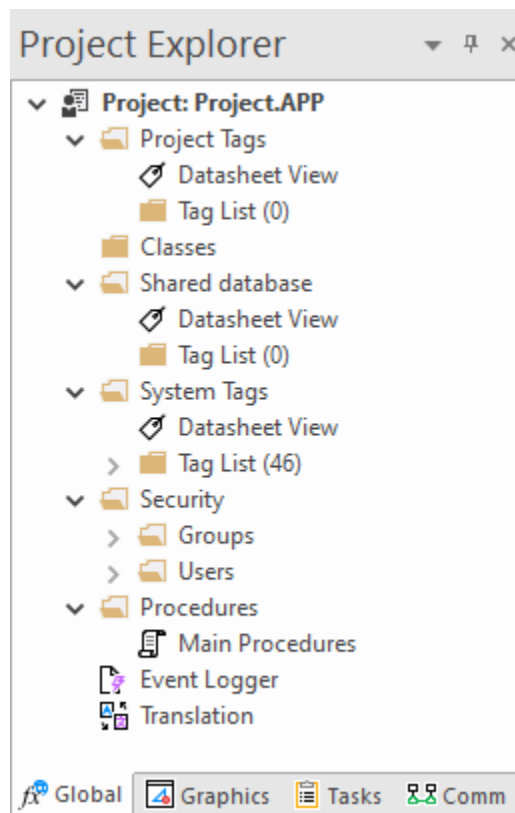 Project Explorer
Project: Project.APP
Project Tags
Datasheet View
Tag List (0)
Classes
Shared database
Datasheet View
Tag List (0)
System Tags
Datasheet View
Tag List (46)
Security
Groups
Users
Procedures
Main Procedures
Event Logger
Translation
Global Graphics Tasks Comm